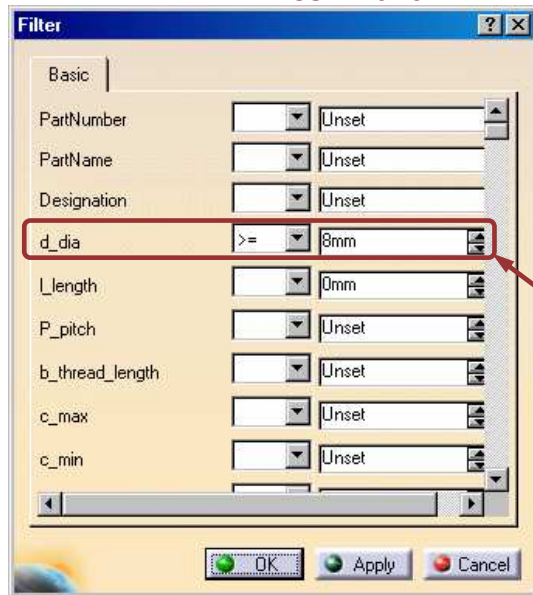 Filter
Basic
PartNumber Unset
PartName Unset
Designation Unset
d_dia >= 8mm
l_length 0mm
P_pitch Unset
b_thread_length Unset
c_max Unset
c_min Unset
OK Apply Cancel